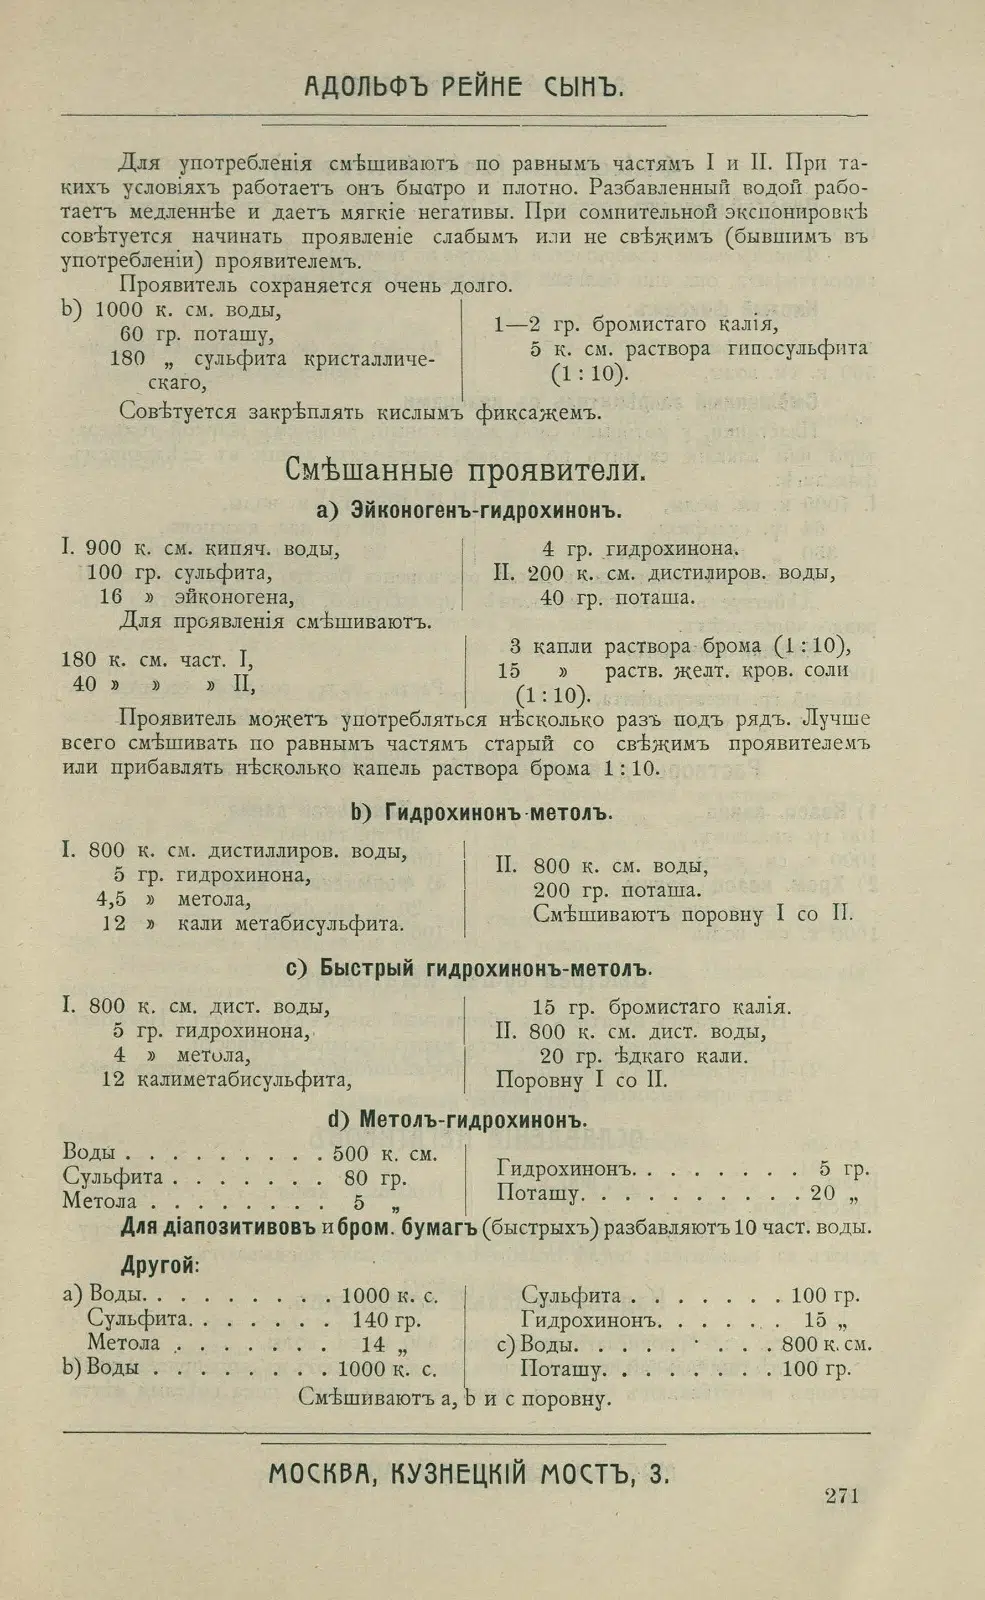 АДОЛЬФЪ РЕЙНЕ СЫНЪ.
Для употребленія смѣшиваютъ по равнымъ частямъ I и II. При та-
кихъ условіяхъ работаетъ онъ быстро и плотно. Разбавленный водой рабо-
таетъ медленнѣе и даетъ мягкіе негативы. При сомнительной экспонировкѣ
совѣтуется начинать проявленіе слабымъ или не свѣжимъ (бывшимъ въ
употребленіи) проявителемъ.
Проявитель сохраняется очень долго.
b) 1000 к. см. воды,
60 гр. поташу,
180 „ сульфита кристалличе-
скаго,
1—2 гр. бромистаго калія,
5 к. см. раствора гипосульфита
(1 : 10).
Совѣтуется закрѣплять кислымъ фиксажемъ.
Смѣшанные проявители.
a) Эйконогенъ-гидрохинонъ.
I. 900 к. см. кипяч. воды,
100 гр. сульфита,
16 » эйконогена,
4 гр. гидрохинона.
II. 200 к. см. дистилиров. воды,
40 гр. поташа.
Для проявленія смѣшиваютъ.
180 к. см. част. I,
40 » » » II,
3 капли раствора брома (1 : 10),
15 » раств. желт. кров. соли
(1 : 10).
Проявитель можетъ употребляться нѣсколько разъ подъ рядъ. Лучше
всего смѣшивать по равнымъ частямъ старый со свѣжимъ проявителемъ
или прибавлять нѣсколько капель раствора брома 1 : 10.
b) Гидрохинонъ-метолъ.
I. 800 к. см. дистиллиров. воды,
5 гр. гидрохинона,
4,5 » метола,
12 » кали метабисульфита.
II. 800 к. см. воды,
200 гр. поташа.
Смѣшиваютъ поровну I со II.
c) Быстрый гидрохинонъ-метолъ.
I. 800 к. см. дист. воды,
5 гр. гидрохинона,
4 » метола,
12 калиметабисульфита,
15 гр. бромистаго калія.
II. 800 к. см. дист. воды,
20 гр. ѣдкаго кали.
Поровну I со II.
d) Метолъ-гидрохинонъ.
Воды . . . . . . . . . 500 к. см.
Сульфита . . . . . . . 80 гр.
Метола . . . . . . . . 5 „
Гидрохинонъ. . . . . . . . 5 гр.
Поташу. . . . . . . . . . 20 „
Для діапозитивовъ и бром. бумагъ (быстрыхъ) разбавляютъ 10 част. воды.
Другой:
a) Воды. . . . . . . . . 1000 к. с.
Сульфита. . . . . . . 140 гр.
Метола . . . . . . . . 14 „
b) Воды . . . . . . . . 1000 к. с.
Сульфита . . . . . . . 100 гр.
Гидрохинонъ. . . . . . 15 „
c) Воды. . . . . . . . . 800 к. см.
Поташу. . . . . . . . 100 гр.
Смѣшиваютъ a, b и c поровну.
МОСКВА, КУЗНЕЦКІЙ МОСТЪ, 3.
271